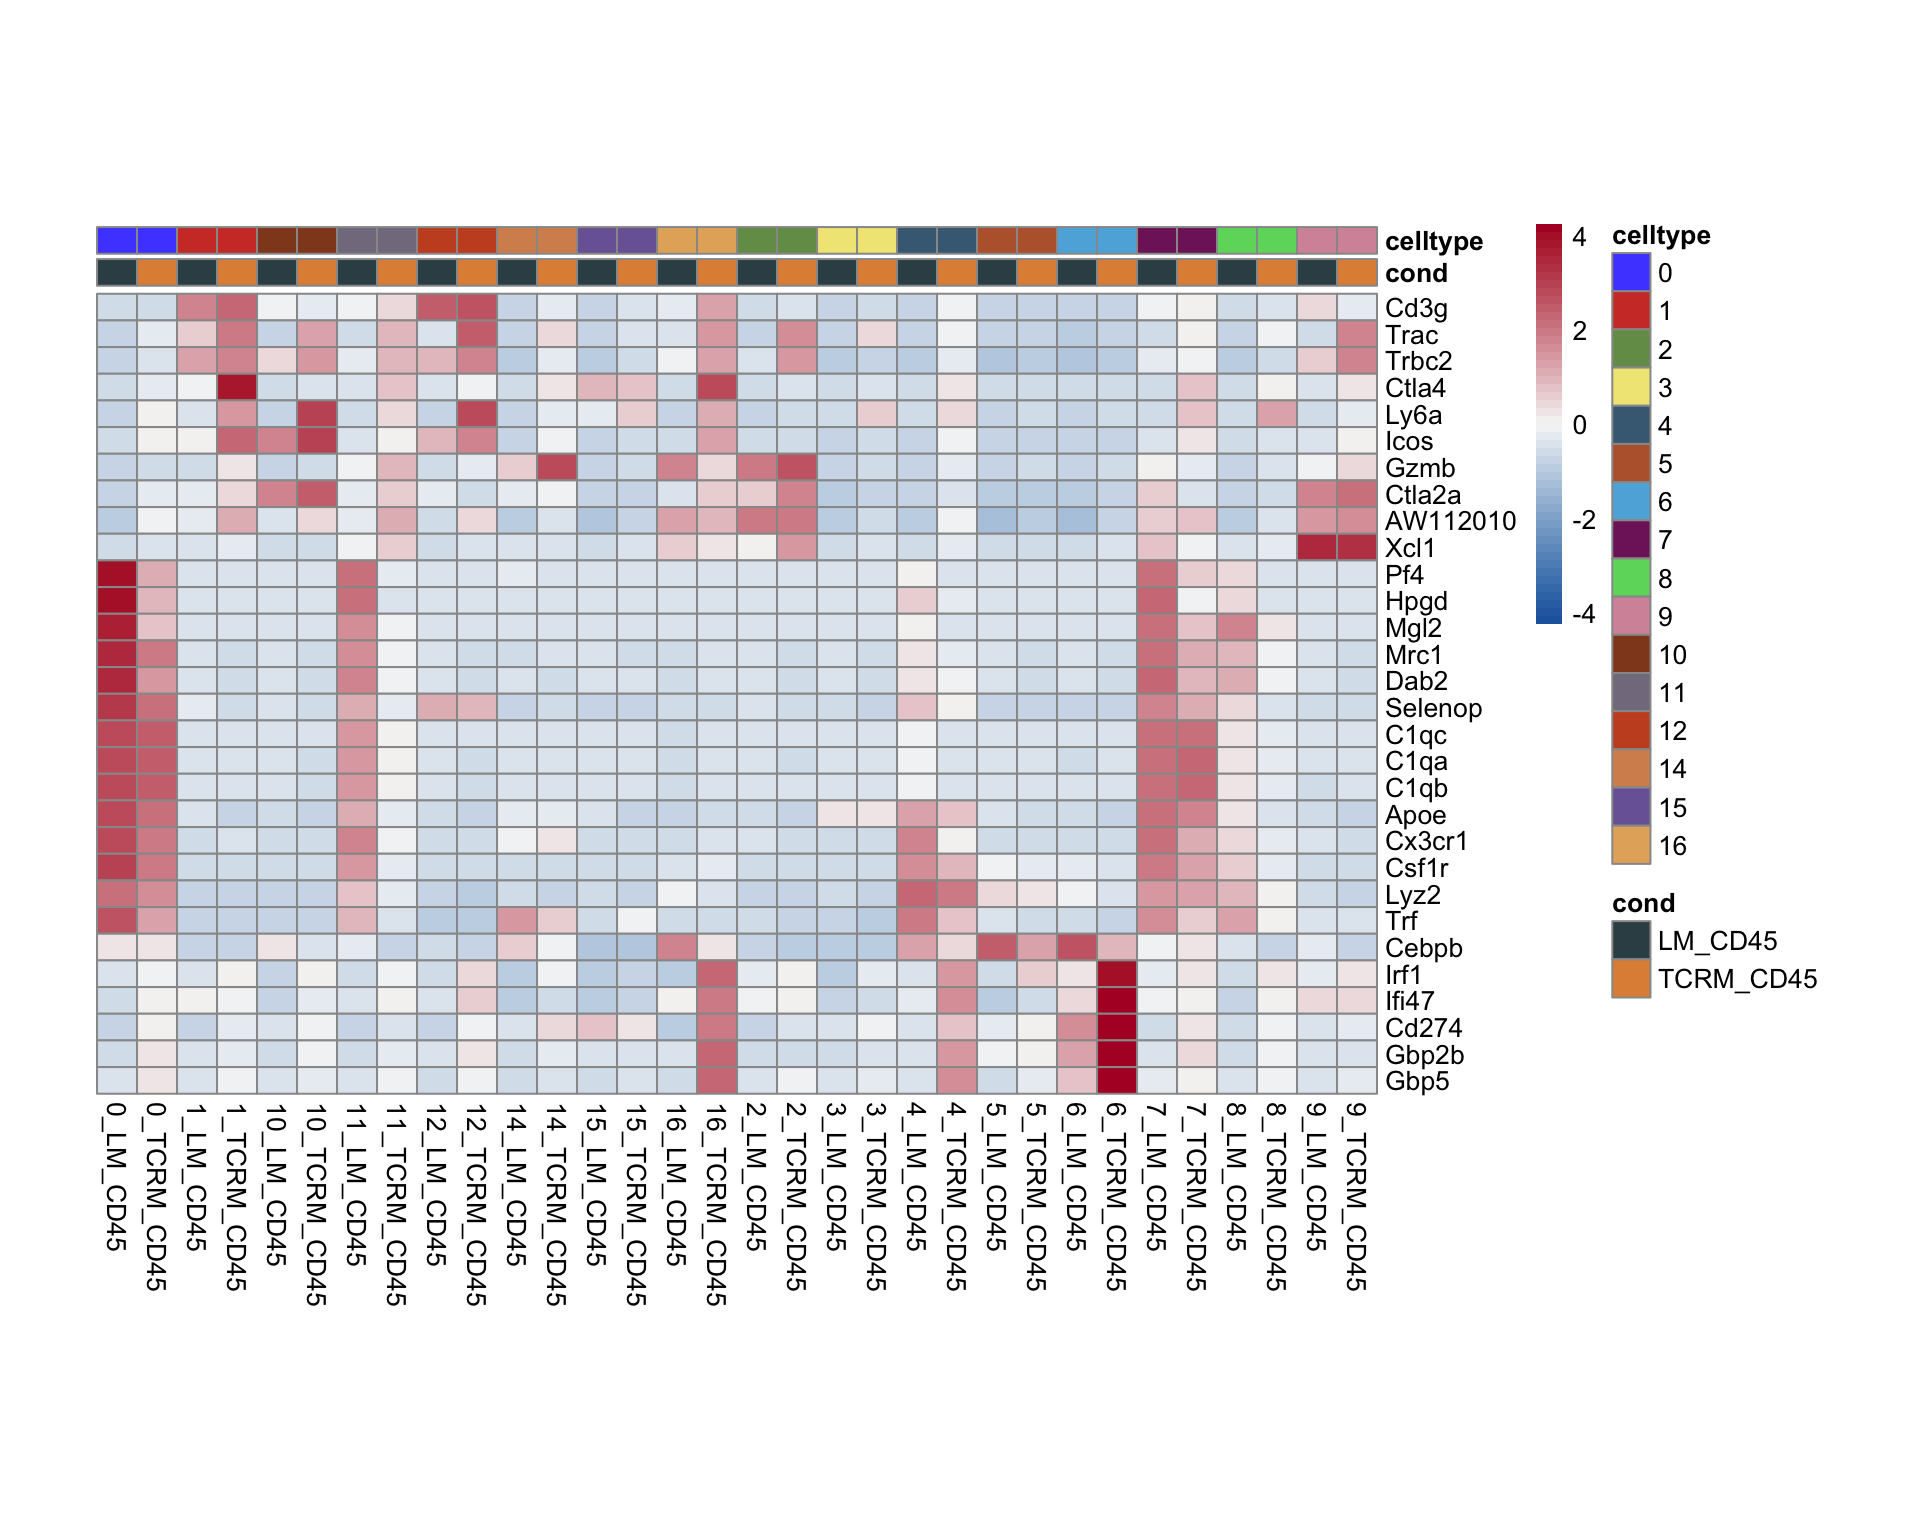 celltype
cond
Cd3g
Trac
Trbc2
Ctla4
Ly6a
Icos
Gzmb
Ctla2a
AW112010
Xcl1
Pf4
Hpgd
Mgl2
Mrc1
Dab2
Selenop
C1qc
C1qa
C1qb
Apoe
Cx3cr1
Csf1r
Lyz2
Trf
Cebpb
Irf1
Ifi47
Cd274
Gbp2b
Gbp5
0_LM_CD45
0_TCRM_CD45
1_LM_CD45
1_TCRM_CD45
10_LM_CD45
10_TCRM_CD45
11_LM_CD45
11_TCRM_CD45
12_LM_CD45
12_TCRM_CD45
14_LM_CD45
14_TCRM_CD45
15_LM_CD45
15_TCRM_CD45
16_LM_CD45
16_TCRM_CD45
2_LM_CD45
2_TCRM_CD45
3_LM_CD45
3_TCRM_CD45
4_LM_CD45
4_TCRM_CD45
5_LM_CD45
5_TCRM_CD45
6_LM_CD45
6_TCRM_CD45
7_LM_CD45
7_TCRM_CD45
8_LM_CD45
8_TCRM_CD45
9_LM_CD45
9_TCRM_CD45
4
2
0
-2
-4
celltype
0
1
2
3
4
5
6
7
8
9
10
11
12
14
15
16
cond
LM_CD45
TCRM_CD45